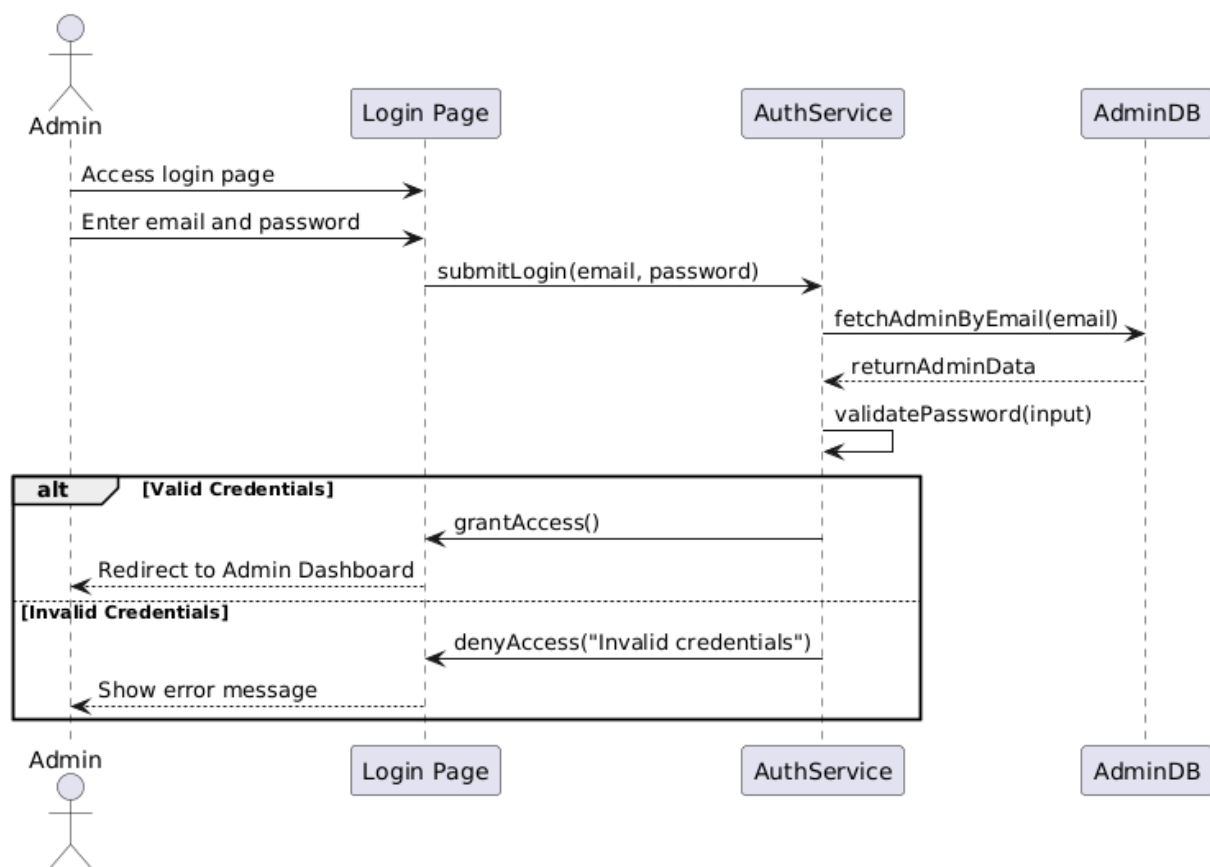 Admin
Login Page
AuthService
AdminDB
Access login page
Enter email and password
submitLogin(email, password)
fetchAdminByEmail(email)
returnAdminData
validatePassword(input)
alt [Valid Credentials]
grantAccess()
Redirect to Admin Dashboard
[Invalid Credentials]
denyAccess("Invalid credentials")
Show error message
Admin
Login Page
AuthService
AdminDB